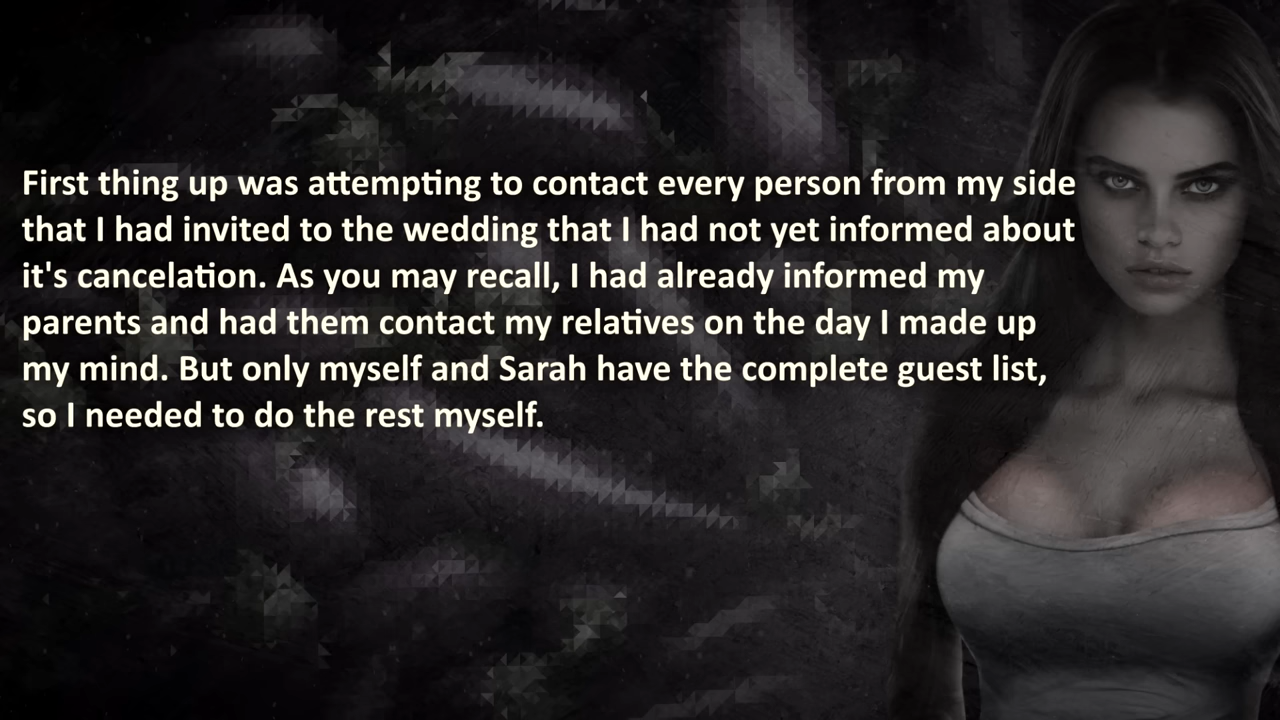 First thing up was attempting to contact every person from my side
that I had invited to the wedding that I had not yet informed about
it's cancelation. As you may recall, I had already informed my
parents and had them contact my relatives on the day I made up
my mind. But only myself and Sarah have the complete guest list,
so I needed to do the rest myself.